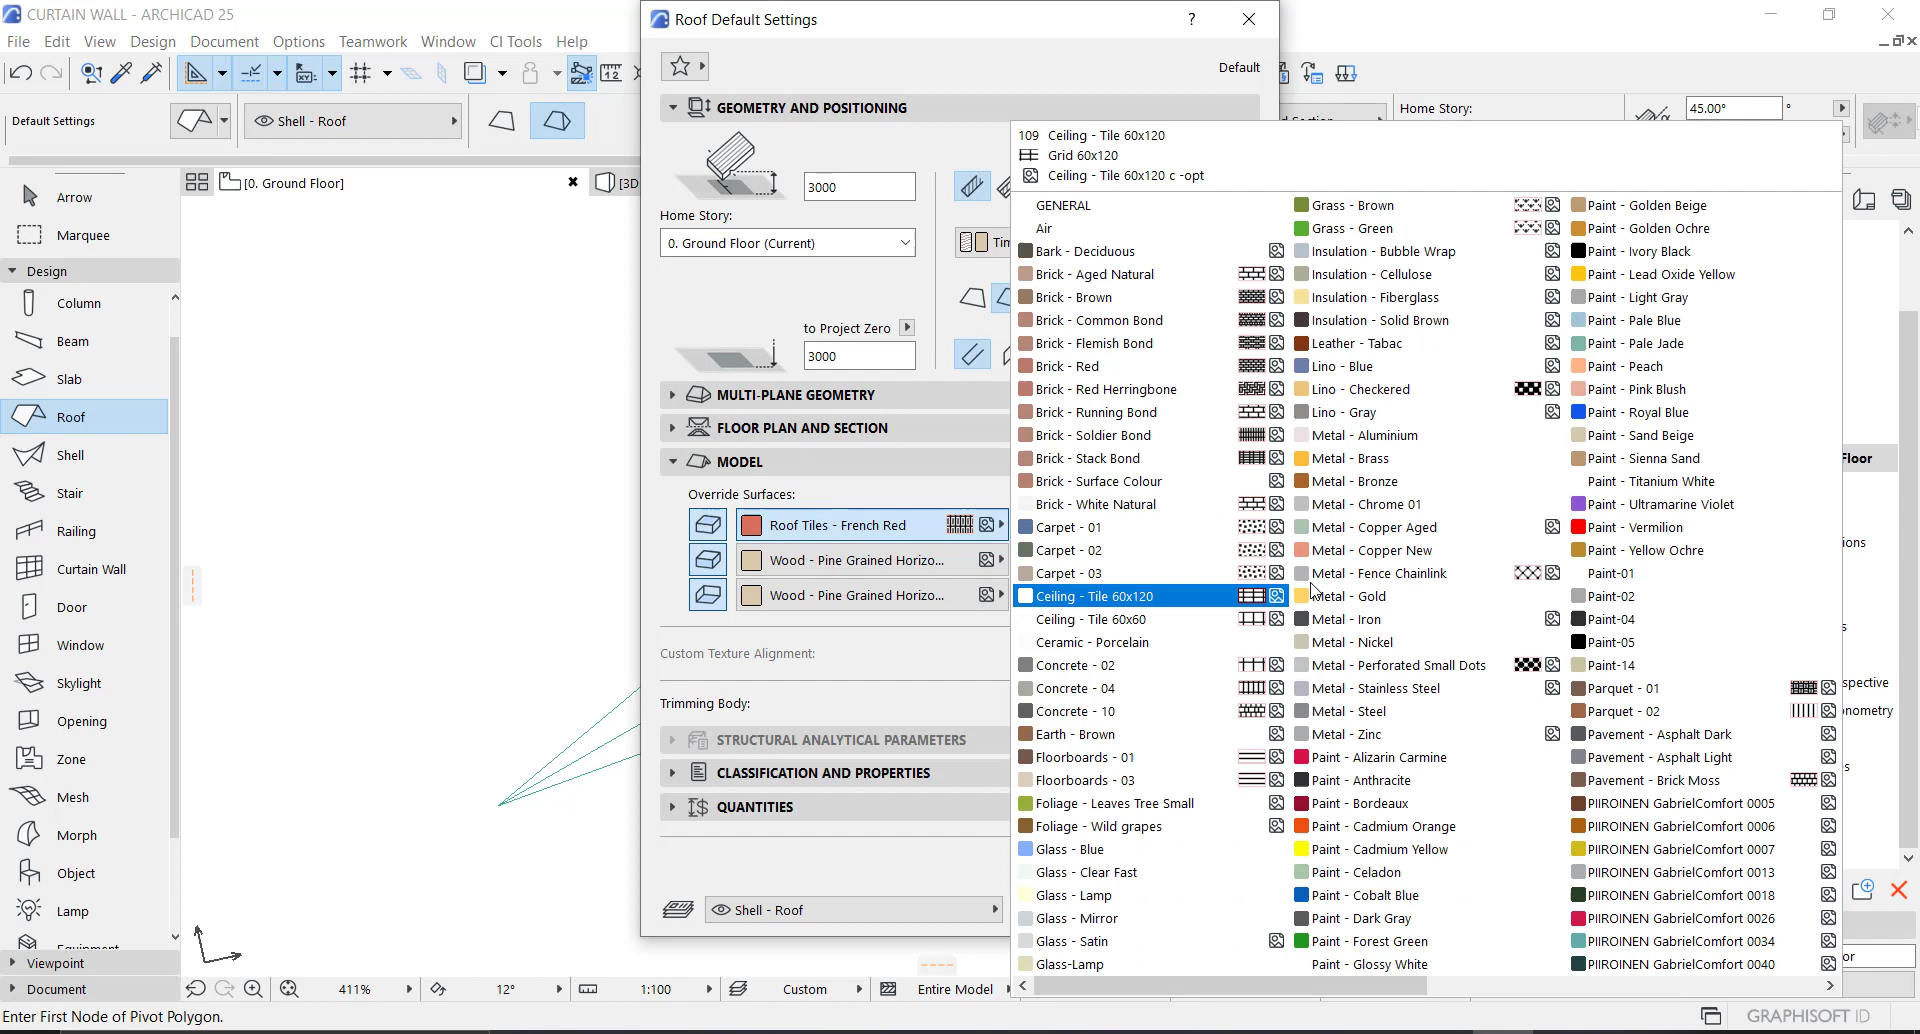 CURTAIN WALL - ARCHICAD 25
File Edit View Design Document Options Teamwork Window CI Tools Help
Default Settings
Shell - Roof
[0. Ground Floor]
[3D
Arrow
Marquee
Design
Column
Beam
Slab
Roof
Shell
Stair
Railing
Curtain Wall
Door
Window
Skylight
Opening
Zone
Mesh
Morph
Object
Lamp
Equipment
Viewpoint
Document
Roof Default Settings
?
Default
GEOMETRY AND POSITIONING
3000
Home Story:
0. Ground Floor (Current)
Tim
to Project Zero
3000
MULTI-PLANE GEOMETRY
FLOOR PLAN AND SECTION
MODEL
Override Surfaces:
Roof Tiles - French Red
Wood - Pine Grained Horizo...
Wood - Pine Grained Horizo...
Custom Texture Alignment:
Trimming Body:
STRUCTURAL ANALYTICAL PARAMETERS
CLASSIFICATION AND PROPERTIES
QUANTITIES
Shell - Roof
Home Story:
45.00°
°
109 Ceiling - Tile 60x120
Grid 60x120
Ceiling - Tile 60x120 c -opt
GENERAL
Air
Bark - Deciduous
Brick - Aged Natural
Brick - Brown
Brick - Common Bond
Brick - Flemish Bond
Brick - Red
Brick - Red Herringbone
Brick - Running Bond
Brick - Soldier Bond
Brick - Stack Bond
Brick - Surface Colour
Brick - White Natural
Carpet - 01
Carpet - 02
Carpet - 03
Ceiling - Tile 60x120
Ceiling - Tile 60x60
Ceramic - Porcelain
Concrete - 02
Concrete - 04
Concrete - 10
Earth - Brown
Floorboards - 01
Floorboards - 03
Foliage - Leaves Tree Small
Foliage - Wild grapes
Glass - Blue
Glass - Clear Fast
Glass - Lamp
Glass - Mirror
Glass - Satin
Glass-Lamp
Grass - Brown
Grass - Green
Insulation - Bubble Wrap
Insulation - Cellulose
Insulation - Fiberglass
Insulation - Solid Brown
Leather - Tabac
Lino - Blue
Lino - Checkered
Lino - Gray
Metal - Aluminium
Metal - Brass
Metal - Bronze
Metal - Chrome 01
Metal - Copper Aged
Metal - Copper New
Metal - Fence Chainlink
Metal - Gold
Metal - Iron
Metal - Nickel
Metal - Perforated Small Dots
Metal - Stainless Steel
Metal - Steel
Metal - Zinc
Paint - Alizarin Carmine
Paint - Anthracite
Paint - Bordeaux
Paint - Cadmium Orange
Paint - Cadmium Yellow
Paint - Celadon
Paint - Cobalt Blue
Paint - Dark Gray
Paint - Forest Green
Paint - Glossy White
Paint - Golden Beige
Paint - Golden Ochre
Paint - Ivory Black
Paint - Lead Oxide Yellow
Paint - Light Gray
Paint - Pale Blue
Paint - Pale Jade
Paint - Peach
Paint - Pink Blush
Paint - Royal Blue
Paint - Sand Beige
Paint - Sienna Sand
Paint - Titanium White
Paint - Ultramarine Violet
Paint - Vermilion
Paint - Yellow Ochre
Paint-01
Paint-02
Paint-04
Paint-05
Paint-14
Parquet - 01
Parquet - 02
Pavement - Asphalt Dark
Pavement - Asphalt Light
Pavement - Brick Moss
PIIROINEN GabrielComfort 0005
PIIROINEN GabrielComfort 0006
PIIROINEN GabrielComfort 0007
PIIROINEN GabrielComfort 0013
PIIROINEN GabrielComfort 0018
PIIROINEN GabrielComfort 0026
PIIROINEN GabrielComfort 0034
PIIROINEN GabrielComfort 0040
Floor
ions
s
spective
onometry
s
or
411% 12° 1:100 Custom Entire Model
Enter First Node of Pivot Polygon.
GRAPHISOFT ID